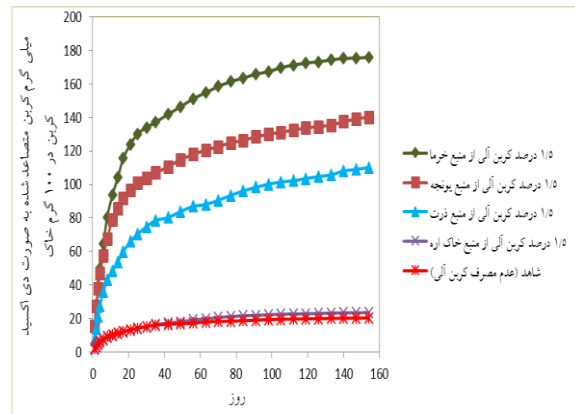 میلی گرم کربن متصاعد شده به صورت دی اکسید
کربن در ۱۰۰ گرم خاک
200
180
160
140
120
100
80
60
40
20
0
0 20 40 60 80 100 120 140 160
روز
۱/۵ درصد کربن آلی از منبع خرما
۱/۵ درصد کربن آلی از منبع یونجه
۱/۵ درصد کربن آلی از منبع ذرت
۱/۵ درصد کربن آلی از منبع خاک اره
شاهد (عدم مصرف کربن آلی)